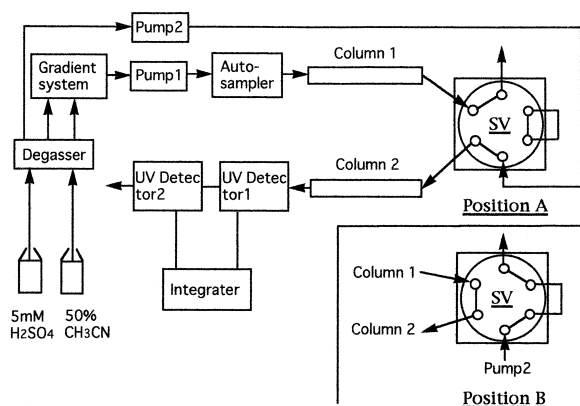 Pump2
Gradient
system
Pump1
Auto-
sampler
Column 1
SV
Degasser
UV Detec
tor2
UV Detec
tor1
Column 2
Position A
Integrater
5mM
H2SO4
50%
CH3CN
Column 1
SV
Column 2
Pump2
Position B